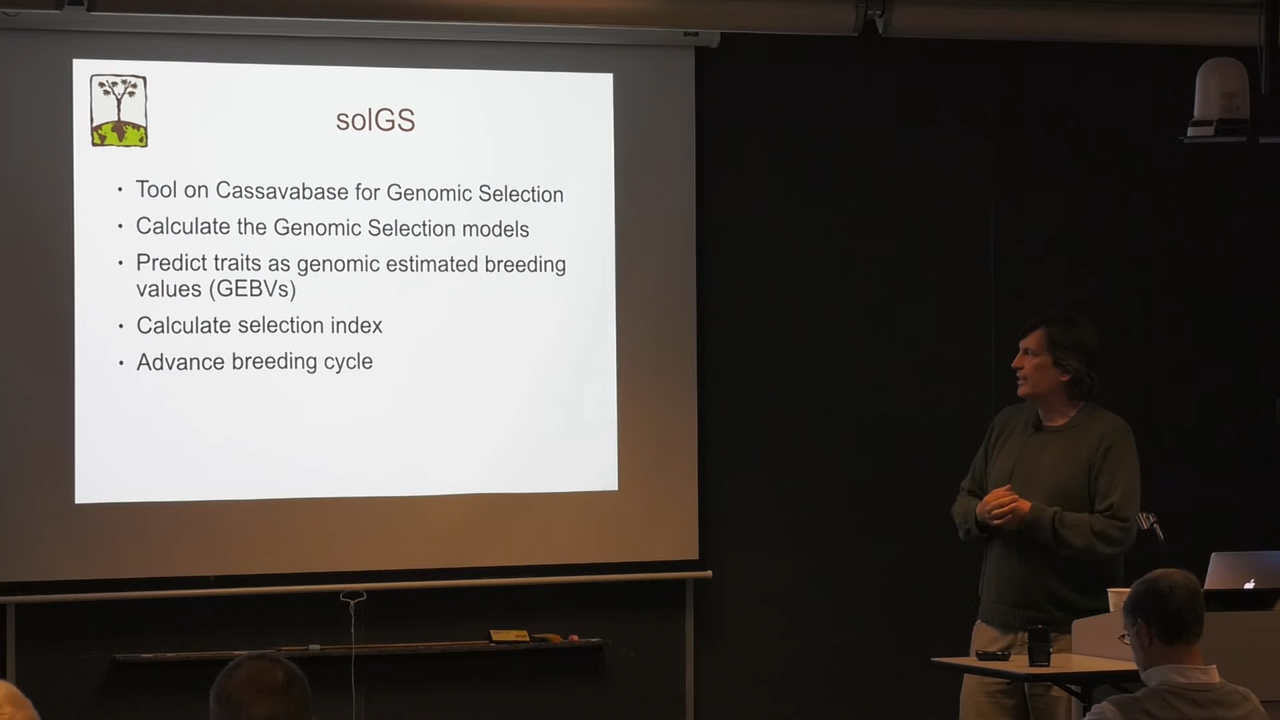 solGS
• Tool on Cassavabase for Genomic Selection
• Calculate the Genomic Selection models
• Predict traits as genomic estimated breeding
values (GEBVs)
• Calculate selection index
• Advance breeding cycle